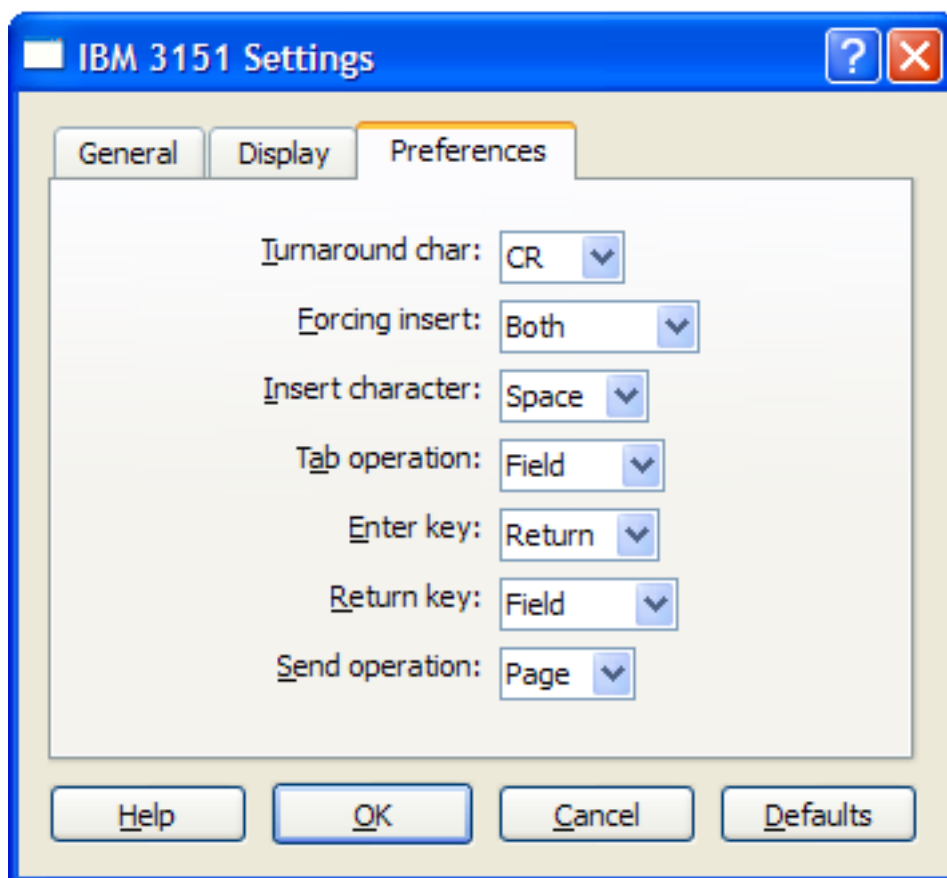 IBM 3151 Settings
General Display Preferences
Turnaround char: CR
Forcing insert: Both
Insert character: Space
Tab operation: Field
Enter key: Return
Return key: Field
Send operation: Page
Help OK Cancel Defaults